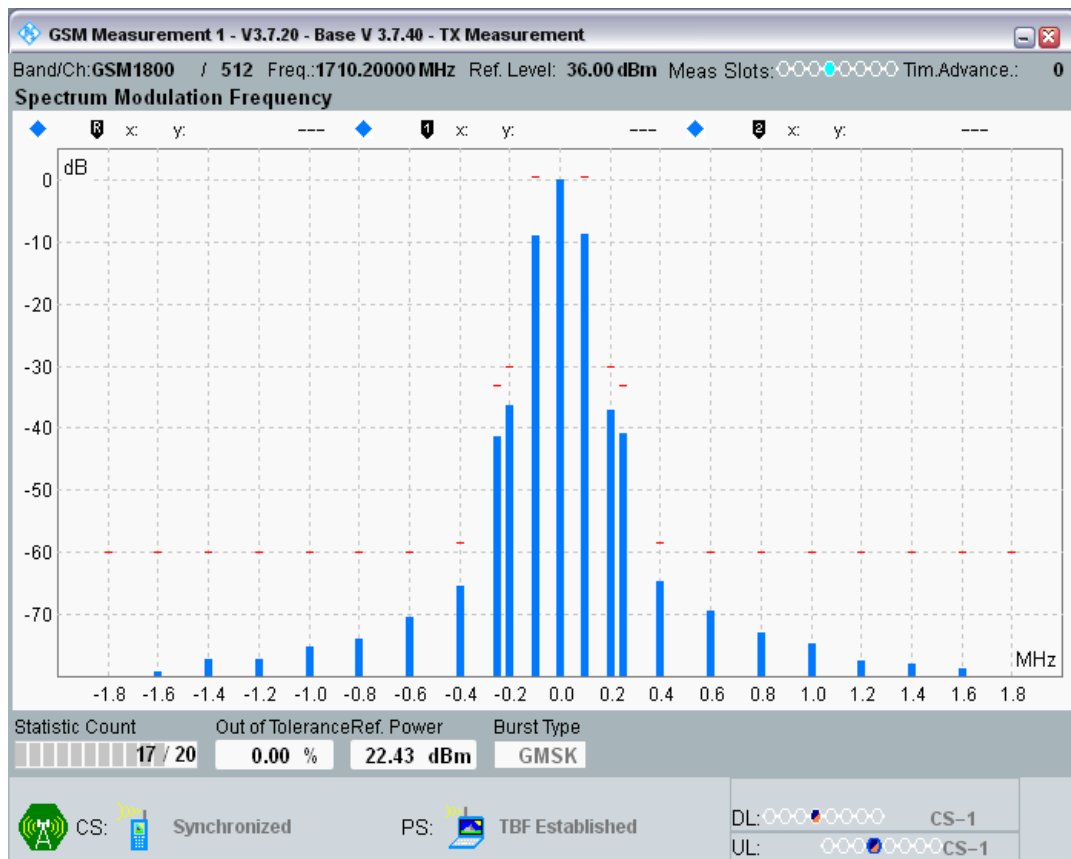 GSM Measurement 1 - V3.7.20 - Base V 3.7.40 - TX Measurement
Band/Ch:GSM1800 / 512 Freq.:1710.20000 MHz Ref. Level: 36.00 dBm Meas Slots: Tim.Advance.: 0
Spectrum Modulation Frequency
R x: y: --- 1 x: y: --- 2 x: y: ---
dB
0
-10
-20
-30
-40
-50
-60
-70
MHz
-1.8 -1.6 -1.4 -1.2 -1.0 -0.8 -0.6 -0.4 -0.2 0.0 0.2 0.4 0.6 0.8 1.0 1.2 1.4 1.6 1.8
Statistic Count Out of Tolerance Ref. Power Burst Type
17 / 20 0.00 % 22.43 dBm GMSK
CS: Synchronized PS: TBF Established
DL: CS–1
UL: CS–1